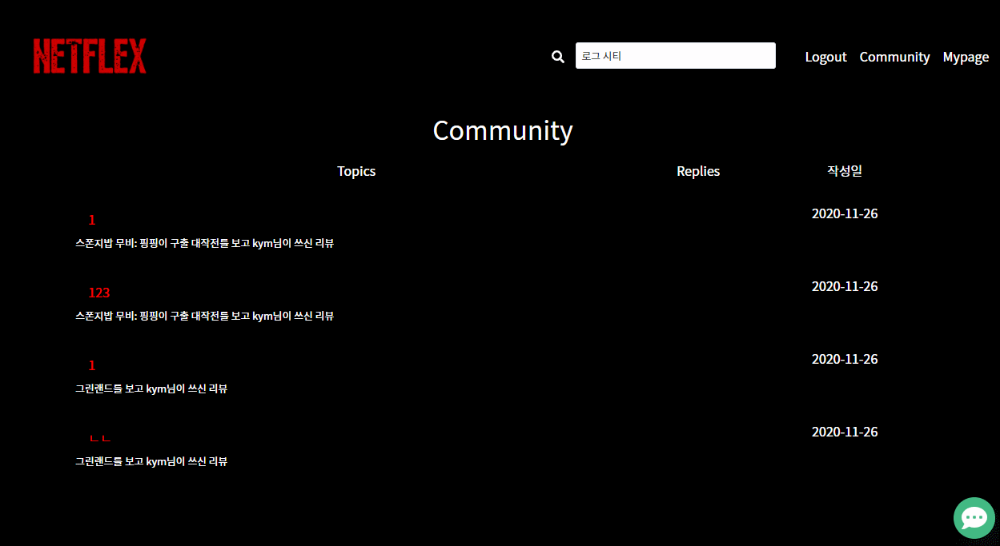 NETFLEX
로그 시티
Logout Community Mypage
Community
Topics Replies 작성일
1 2020-11-26
스폰지밥 무비: 핑핑이 구출 대작전를 보고 kym님이 쓰신 리뷰
123 2020-11-26
스폰지밥 무비: 핑핑이 구출 대작전를 보고 kym님이 쓰신 리뷰
1 2020-11-26
그린랜드를 보고 kym님이 쓰신 리뷰
ㄴㄴ 2020-11-26
그린랜드를 보고 kym님이 쓰신 리뷰